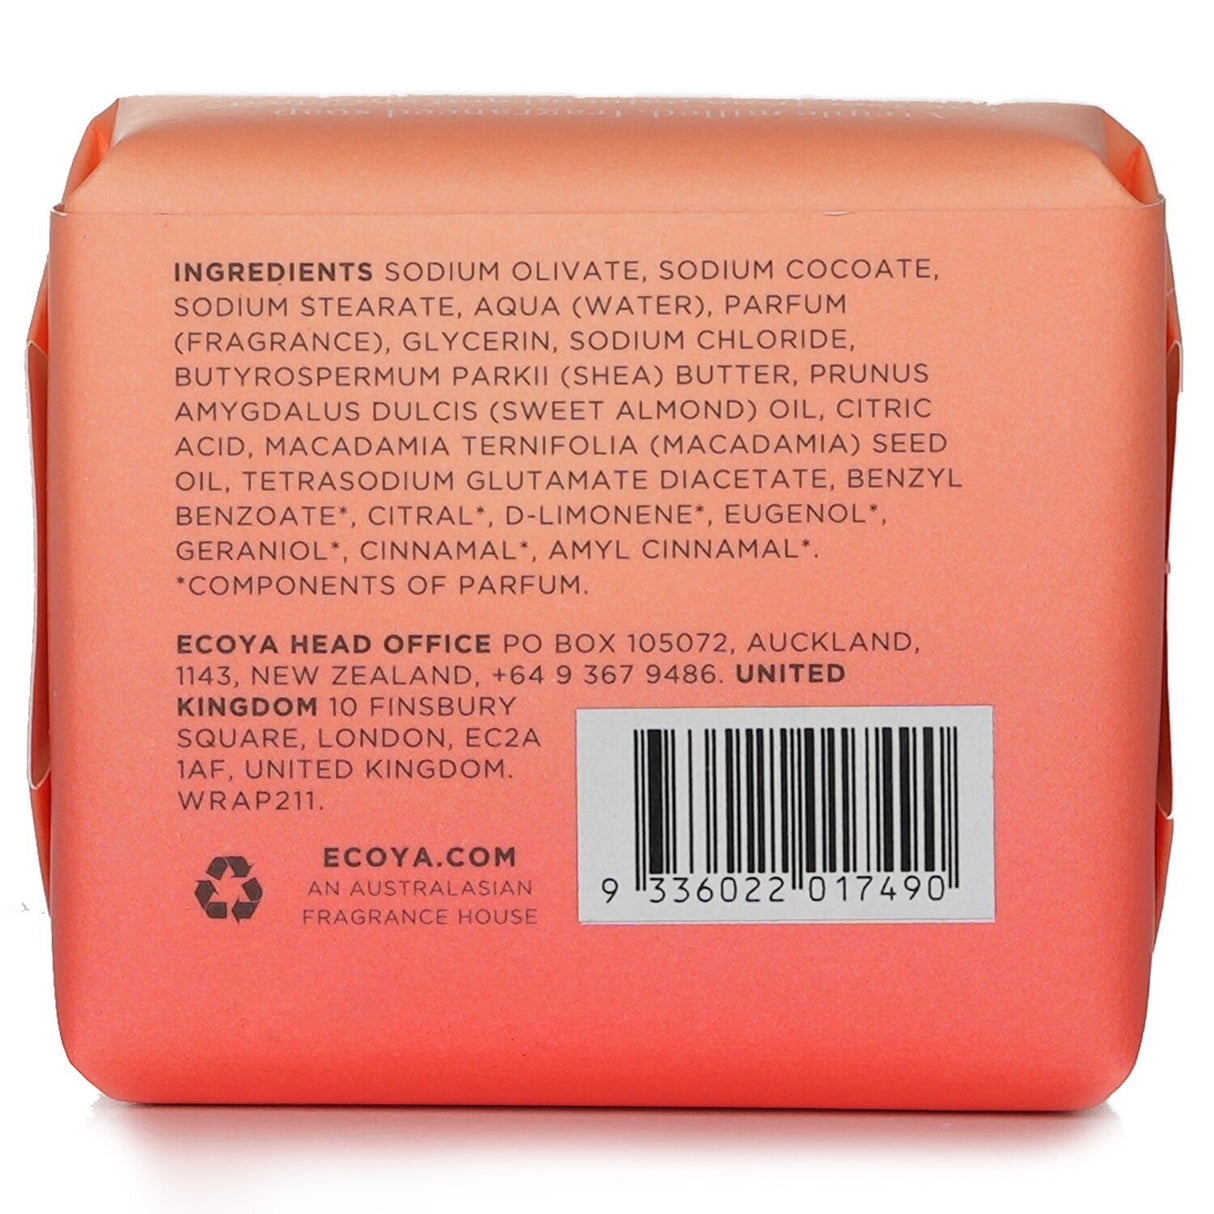 A triple milled, fragranced soap
INGREDIENTS SODIUM OLIVATE, SODIUM COCOATE,
SODIUM STEARATE, AQUA (WATER), PARFUM
(FRAGRANCE), GLYCERIN, SODIUM CHLORIDE,
BUTYROSPERMUM PARKII (SHEA) BUTTER, PRUNUS
AMYGDALUS DULCIS (SWEET ALMOND) OIL, CITRIC
ACID, MACADAMIA TERNIFOLIA (MACADAMIA) SEED
OIL, TETRASODIUM GLUTAMATE DIACETATE, BENZYL
BENZOATE*, CITRAL*, D-LIMONENE*, EUGENOL*,
GERANIOL*, CINNAMAL*, AMYL CINNAMAL*.
*COMPONENTS OF PARFUM.
ECOYA HEAD OFFICE PO BOX 105072, AUCKLAND,
1143, NEW ZEALAND, +64 9 367 9486. UNITED
KINGDOM 10 FINSBURY
SQUARE, LONDON, EC2A
1AF, UNITED KINGDOM.
WRAP211.
ECOYA.COM
AN AUSTRALASIAN
FRAGRANCE HOUSE
9 336022 017490